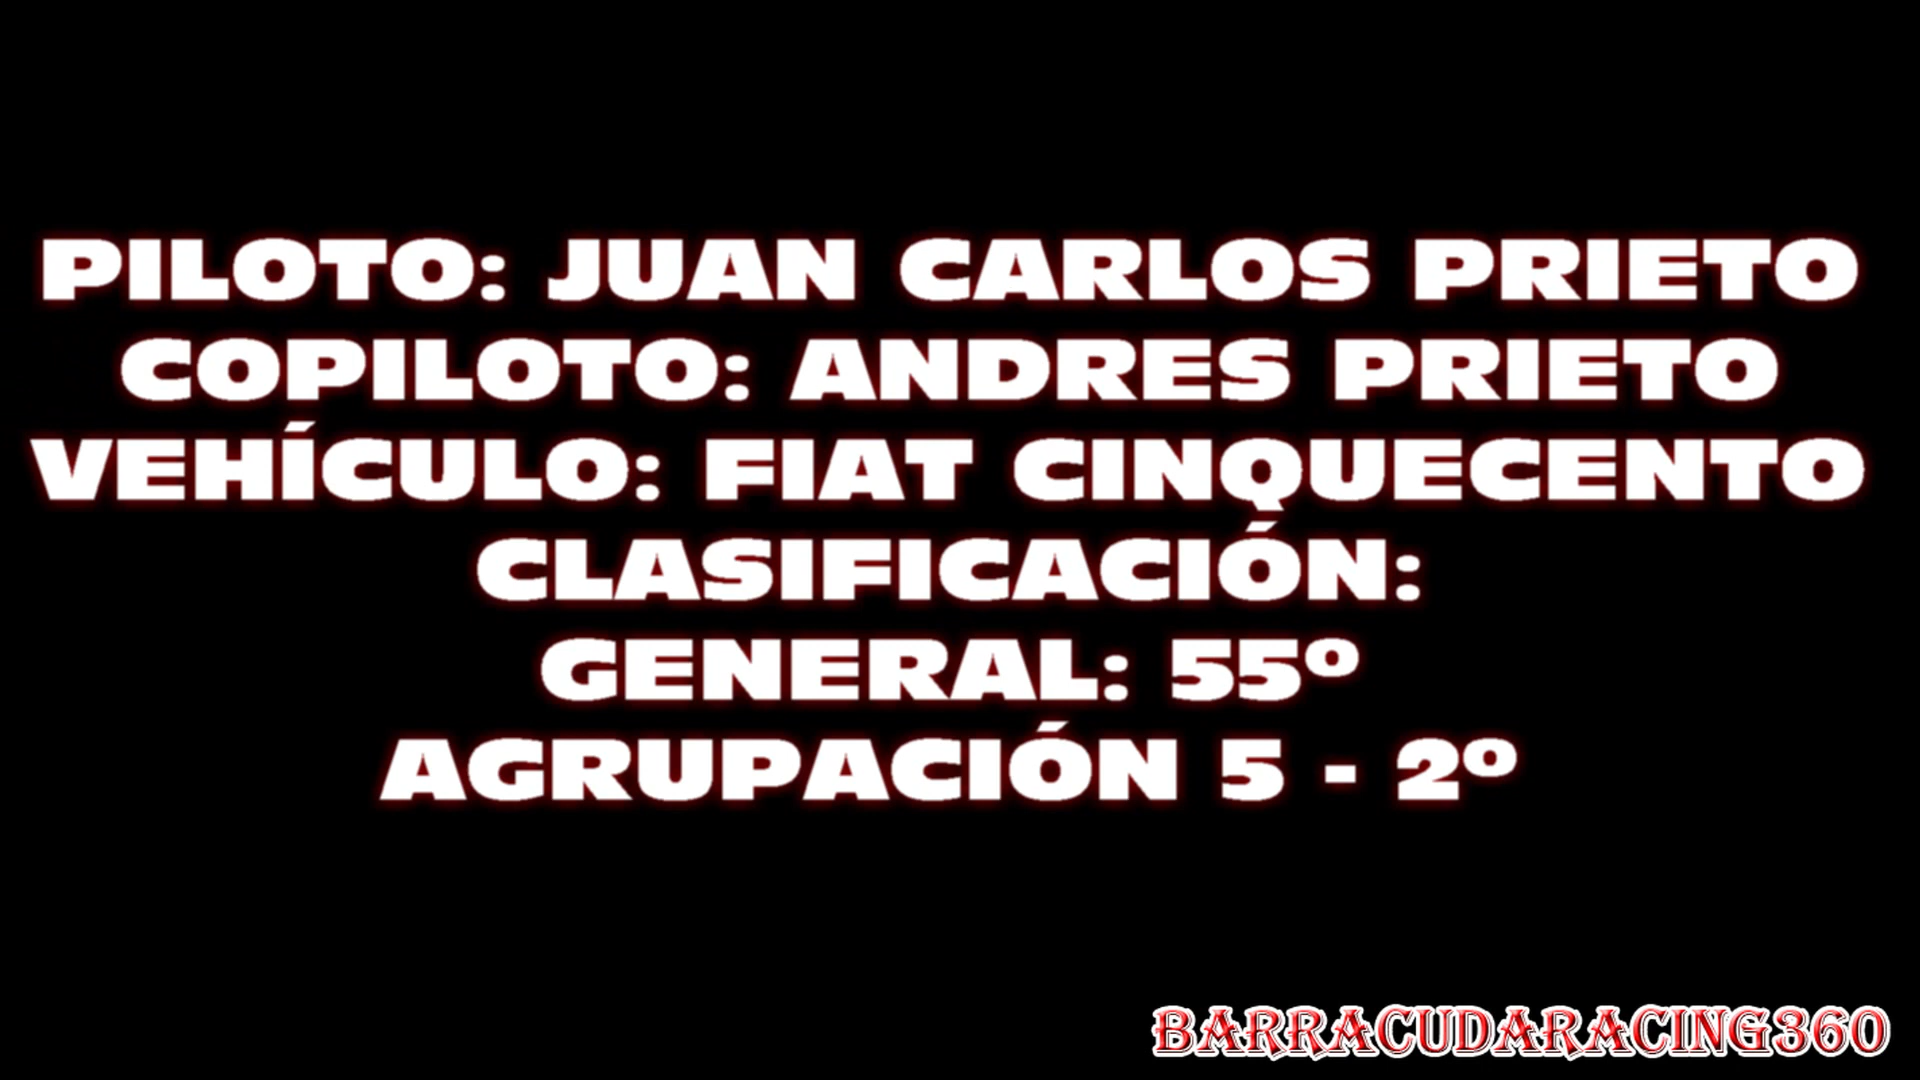 PILOTO: JUAN CARLOS PRIETO
COPILOTO: ANDRES PRIETO
VEHÍCULO: FIAT CINQUECENTO
CLASIFICACIÓN:
GENERAL: 55º
AGRUPACIÓN 5 - 2º
BARRACUDARACING360